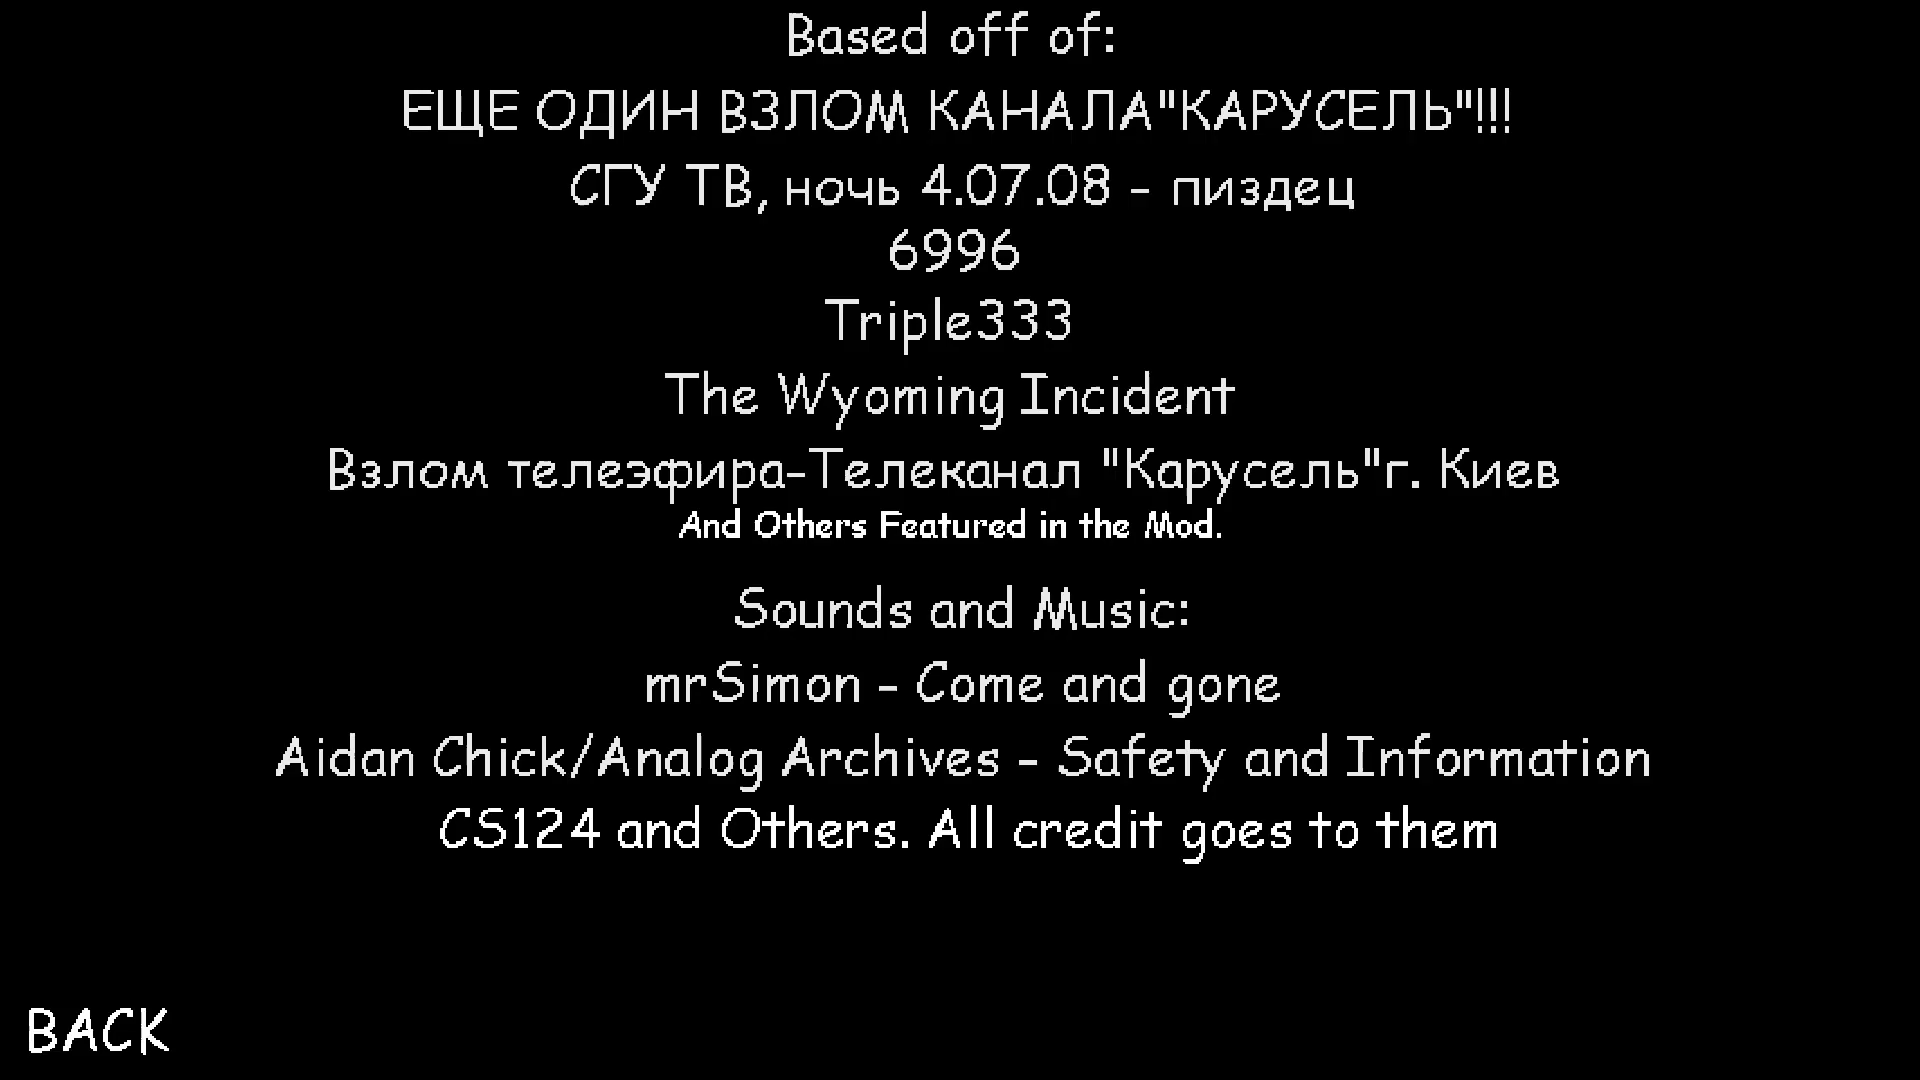 Based off of:
ЕЩЕ ОДИН ВЗЛОМ КАНАЛА"КАРУСЕЛЬ"!!!
СГУ ТВ, ночь 4.07.08 - пиздец
6996
Triple333
The Wyoming Incident
Взлом телеэфира-Телеканал "Карусель"г. Киев
And Others Featured in the Mod.
Sounds and Music:
mrSimon - Come and gone
Aidan Chick/Analog Archives - Safety and Information
CS124 and Others. All credit goes to them
BACK